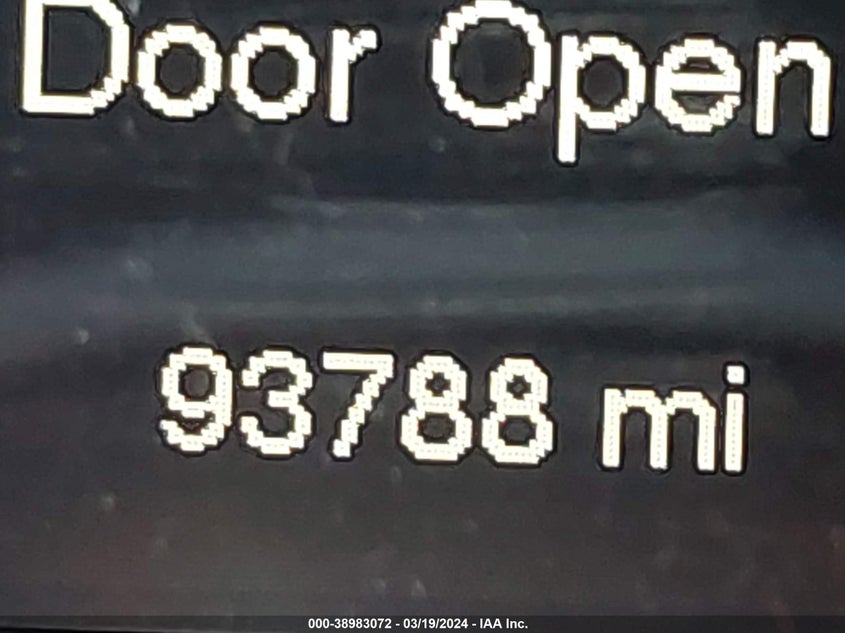 Door Open
93788 mi
000-38983072 - 03/19/2024 - IAA Inc.